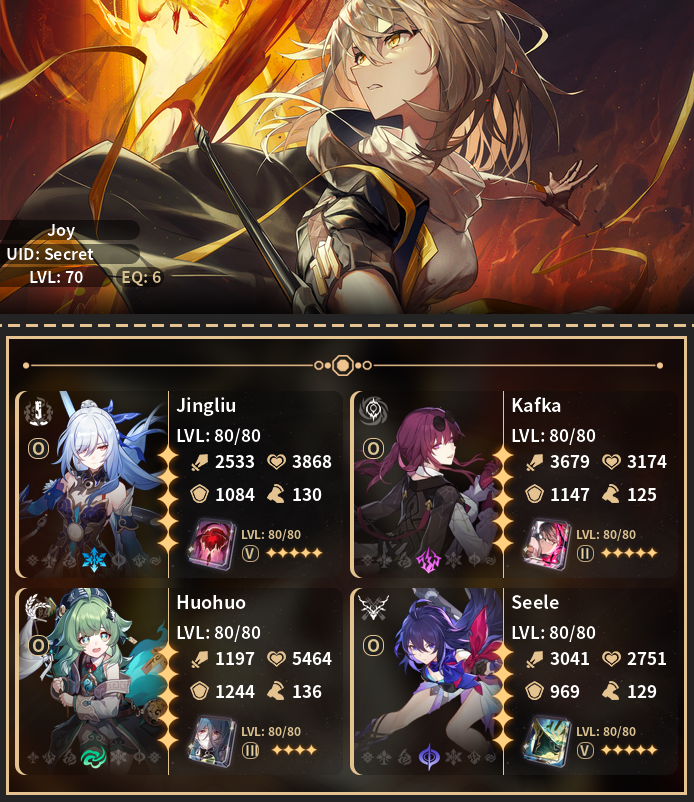 Joy
UID: Secret
LVL: 70 EQ: 6
Jingliu
LVL: 80/80
2533 3868
1084 130
LVL: 80/80
V
O
Kafka
LVL: 80/80
3679 3174
1147 125
LVL: 80/80
II
O
Huohuo
LVL: 80/80
1197 5464
1244 136
LVL: 80/80
III
O
Seele
LVL: 80/80
3041 2751
969 129
LVL: 80/80
V
O